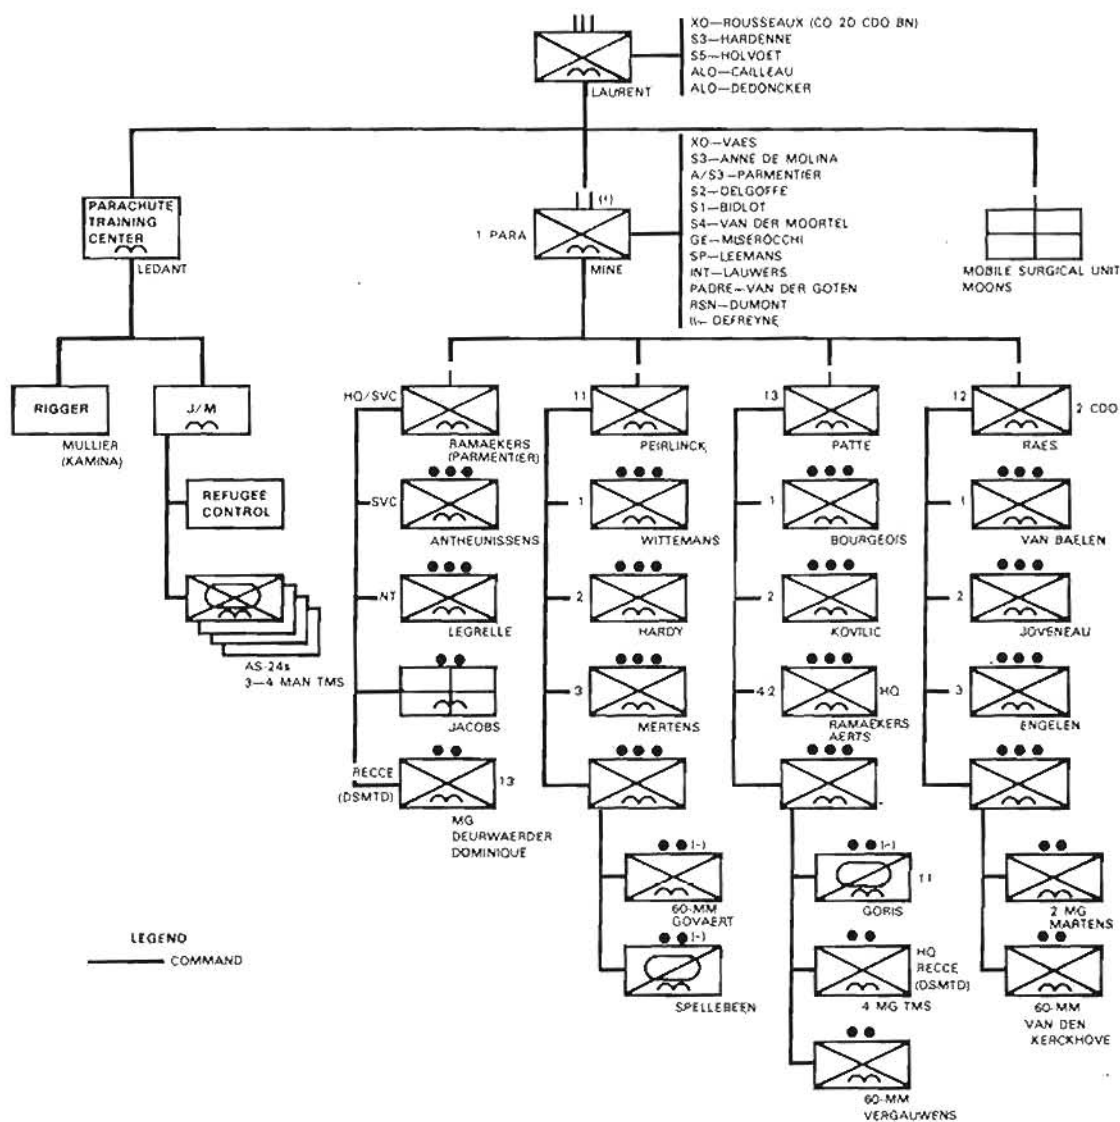 XO—ROUSSEAUX (CO 2D CDO BN)
S3—HARDENNE
S5—HOLVOET
ALO—CAILLEAU
ALO—DEDONCKER
LAURENT
XO—VAES
S3—ANNE DE MOLINA
A/S3—PARMENTIER
S2—DELGOFFE
S1—BIDLOT
S4—VAN DER MOORTEL
GE—MISEROCCHI
SP—LEEMANS
INT—LAUWERS
PADRE—VAN DER GOTEN
RSN—DUMONT
DEFREYNE
PARACHUTE
TRAINING
CENTER
LEDANT
1 PARA
MINE
MOBILE SURGICAL UNIT
MOONS
RIGGER
MULLIER
(KAMINA)
J/M
REFUGEE
CONTROL
AS-24s
3—4 MAN TMS
HQ/SVC
RAMAEKERS
(PARMENTIER)
SVC
ANTHEUNISSENS
NT
LEGRELLE
JACOBS
RECCE
(DSMTD)
13
MG
DEURWAERDER
DOMINIQUE
11
PEIRLINCK
1
WITTEMANS
2
HARDY
3
MERTENS
(-)
60-MM
GOVAERT
(-)
SPELLEBEEN
13
PATTE
1
BOURGEOIS
2
KOVILIC
4-2
HQ
RAMAEKERS
AERTS
(-)
11
GORIS
HQ
RECCE
(DSMTD)
4 MG TMS
60-MM
VERGAUWENS
12
2 CDO
RAES
1
VAN BAELEN
2
JOVENEAU
3
ENGELEN
2 MG
MARTENS
60-MM
VAN DEN
KERCKHOVE
LEGEND
COMMAND